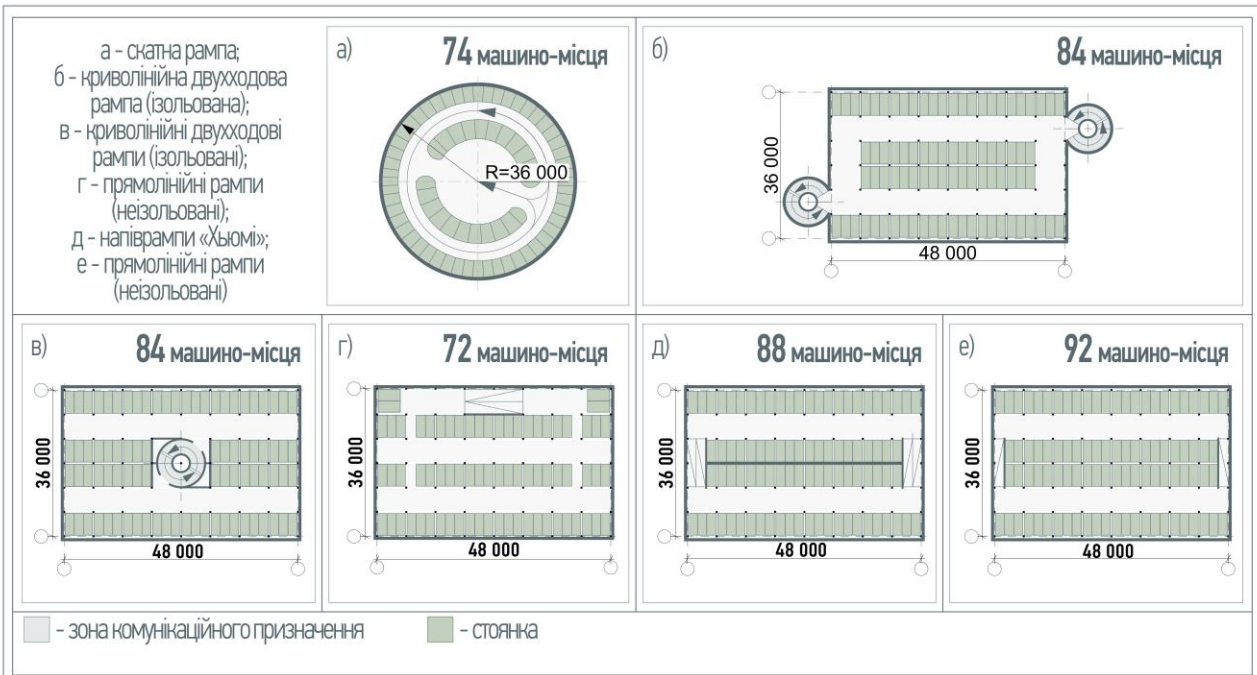 а - скатна рампа;
б - криволінійна двухходова
рампа (ізольована);
в - криволінійні двухходові
рампи (ізольовані);
г - прямолінійні рампи
(неізольовані);
д - напіврампи «Хьюмі»;
е - прямолінійні рампи
(неізольовані)
а) 74 машино-місця
R=36 000
б) 84 машино-місця
36 000
48 000
в) 84 машино-місця
36 000
48 000
г) 72 машино-місця
36 000
48 000
д) 88 машино-місця
36 000
48 000
е) 92 машино-місця
36 000
48 000
- зона комунікаційного призначення
- стоянка